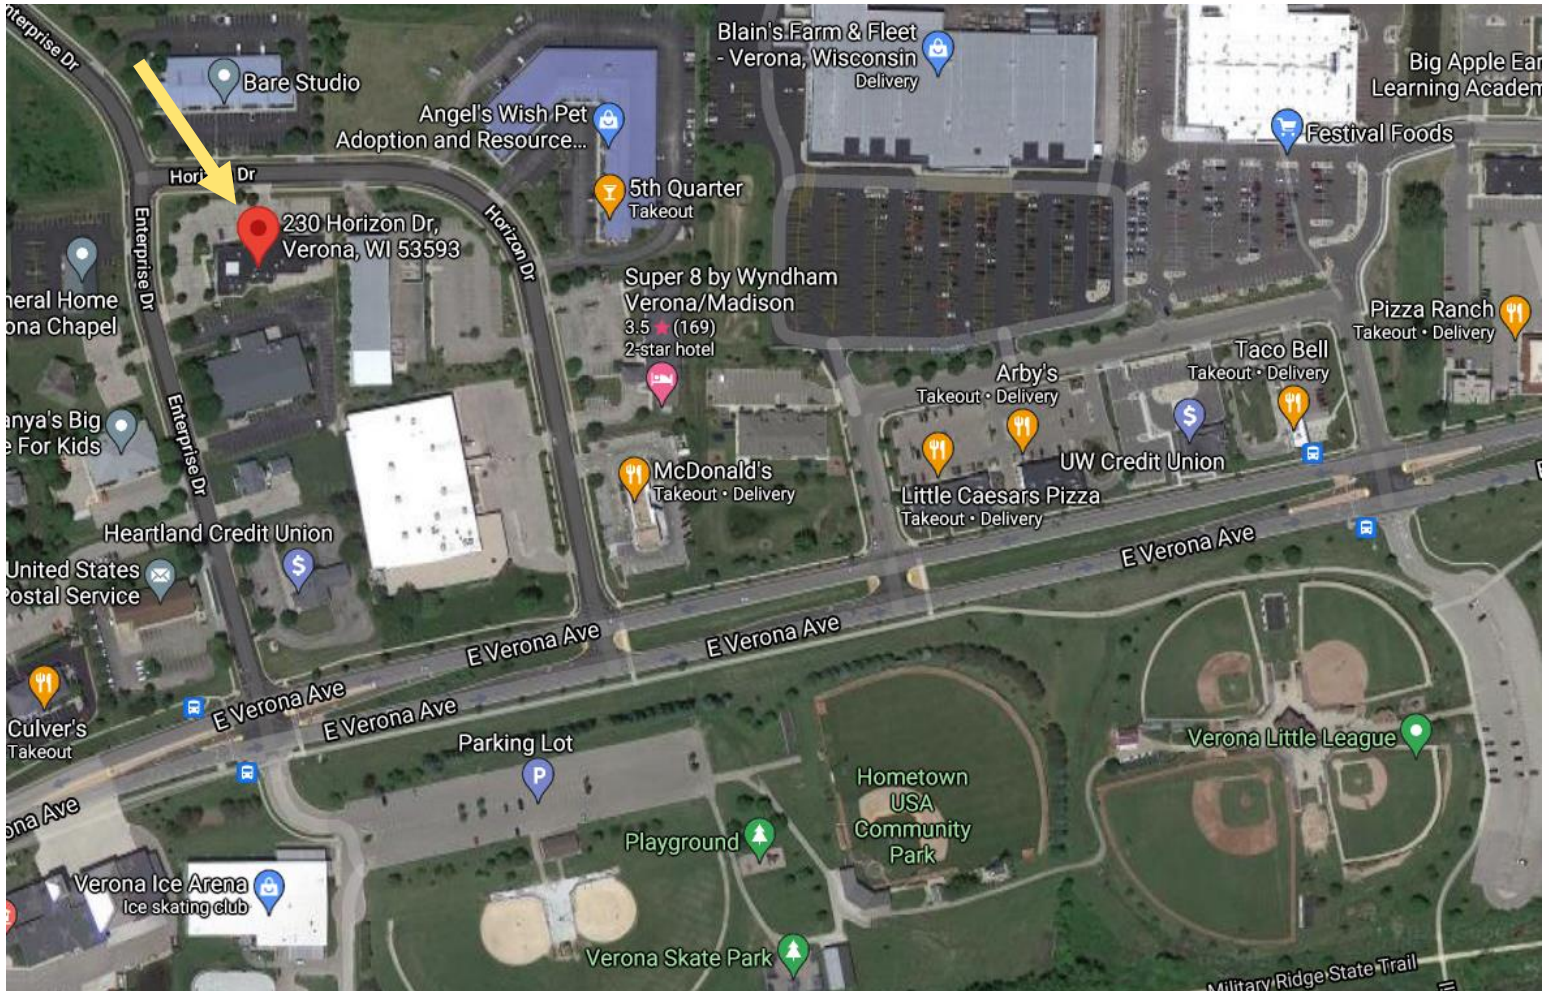 nterprise Dr
Bare Studio
Blain's Farm & Fleet
- Verona, Wisconsin
Delivery
Big Apple Ear
Learning Academ
Angel's Wish Pet
Adoption and Resource...
Festival Foods
Horizon Dr
5th Quarter
Takeout
Enterprise Dr
230 Horizon Dr,
Verona, WI 53593
Horizon Dr
neral Home
ona Chapel
Super 8 by Wyndham
Verona/Madison
3.5 ★ (169)
2-star hotel
Pizza Ranch
Takeout • Delivery
Taco Bell
Takeout • Delivery
Arby's
Takeout • Delivery
anya's Big
e For Kids
Enterprise Dr
McDonald's
Takeout • Delivery
UW Credit Union
Little Caesars Pizza
Takeout • Delivery
Heartland Credit Union
United States
Postal Service
E Verona Ave
E Verona Ave
E Verona Ave
E Verona Ave
E Verona Ave
Culver's
Takeout
Parking Lot
P
Verona Little League
Hometown
USA
Community
Park
ona Ave
Playground
Verona Ice Arena
Ice skating club
Verona Skate Park
Military Ridge State Trail